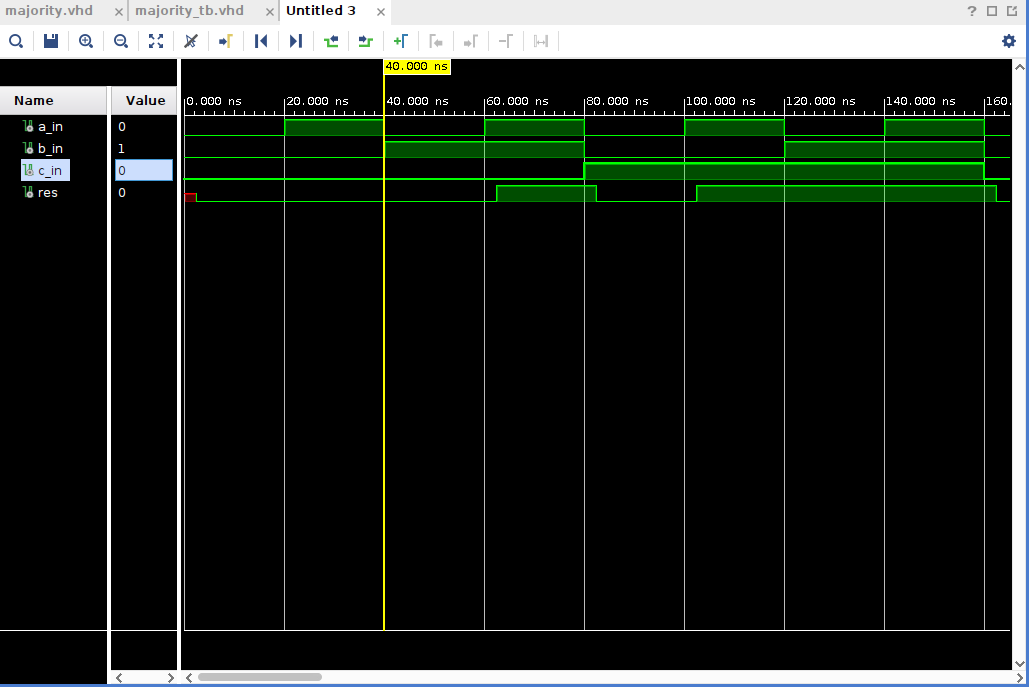 majority.vhd majority_tb.vhd Untitled 3
?
40.000 ns
Name Value
0.000 ns 20.000 ns 40.000 ns 60.000 ns 80.000 ns 100.000 ns 120.000 ns 140.000 ns 160.
a_in 0
b_in 1
c_in 0
res 0